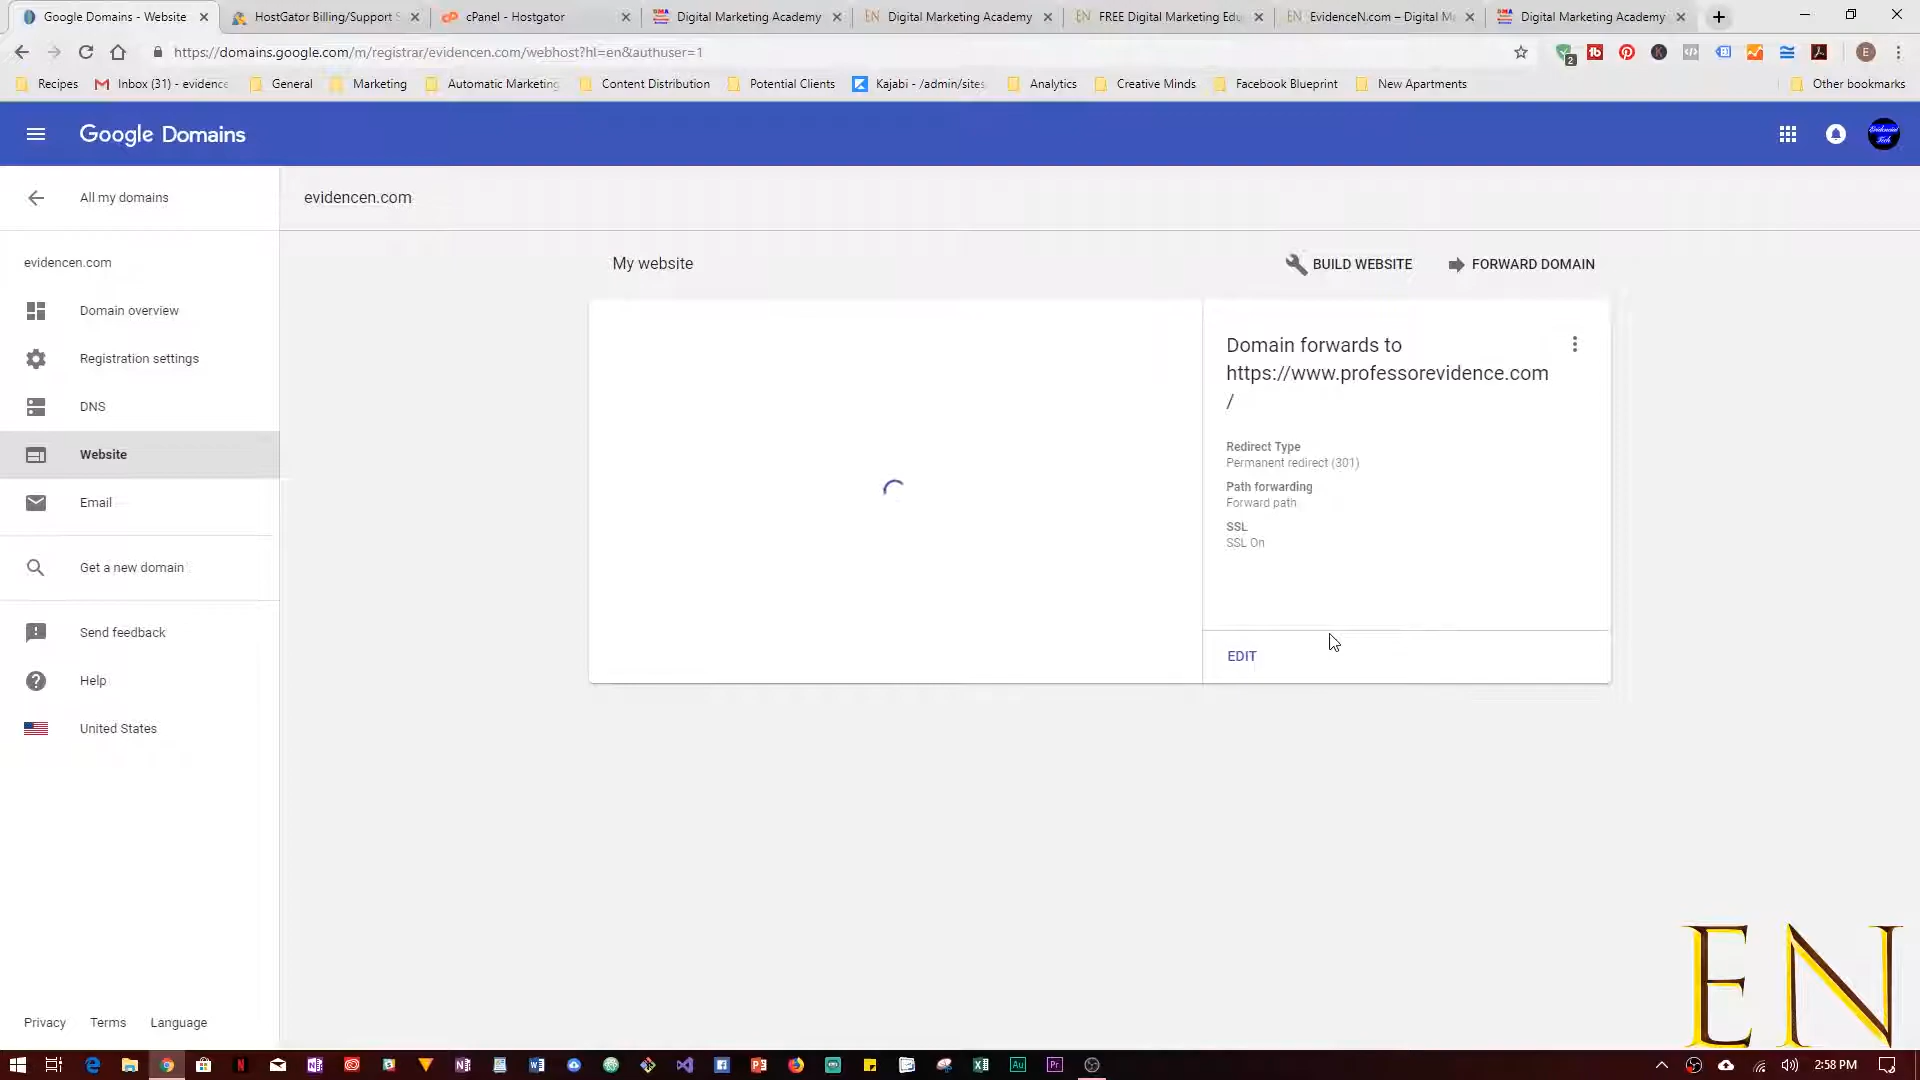 Google Domains - Website
HostGator Billing/Support S
cPanel - Hostgator
Digital Marketing Academy
Digital Marketing Academy
FREE Digital Marketing Edu
EvidenceN.com – Digital M
Digital Marketing Academy
https://domains.google.com/m/registrar/evidencen.com/webhost?hl=en&authuser=1
2
E
Recipes
Inbox (31) - evidence
General
Marketing
Automatic Marketing
Content Distribution
Potential Clients
Kajabi - /admin/sites
Analytics
Creative Minds
Facebook Blueprint
New Apartments
Other bookmarks
Google Domains
All my domains
evidencen.com
evidencen.com
Domain overview
Registration settings
DNS
Website
Email
Get a new domain
Send feedback
Help
United States
My website
BUILD WEBSITE
FORWARD DOMAIN
Domain forwards to
https://www.professorevidence.com
/
Redirect Type
Permanent redirect (301)
Path forwarding
Forward path
SSL
SSL On
EDIT
EN
Privacy
Terms
Language
2:58 PM